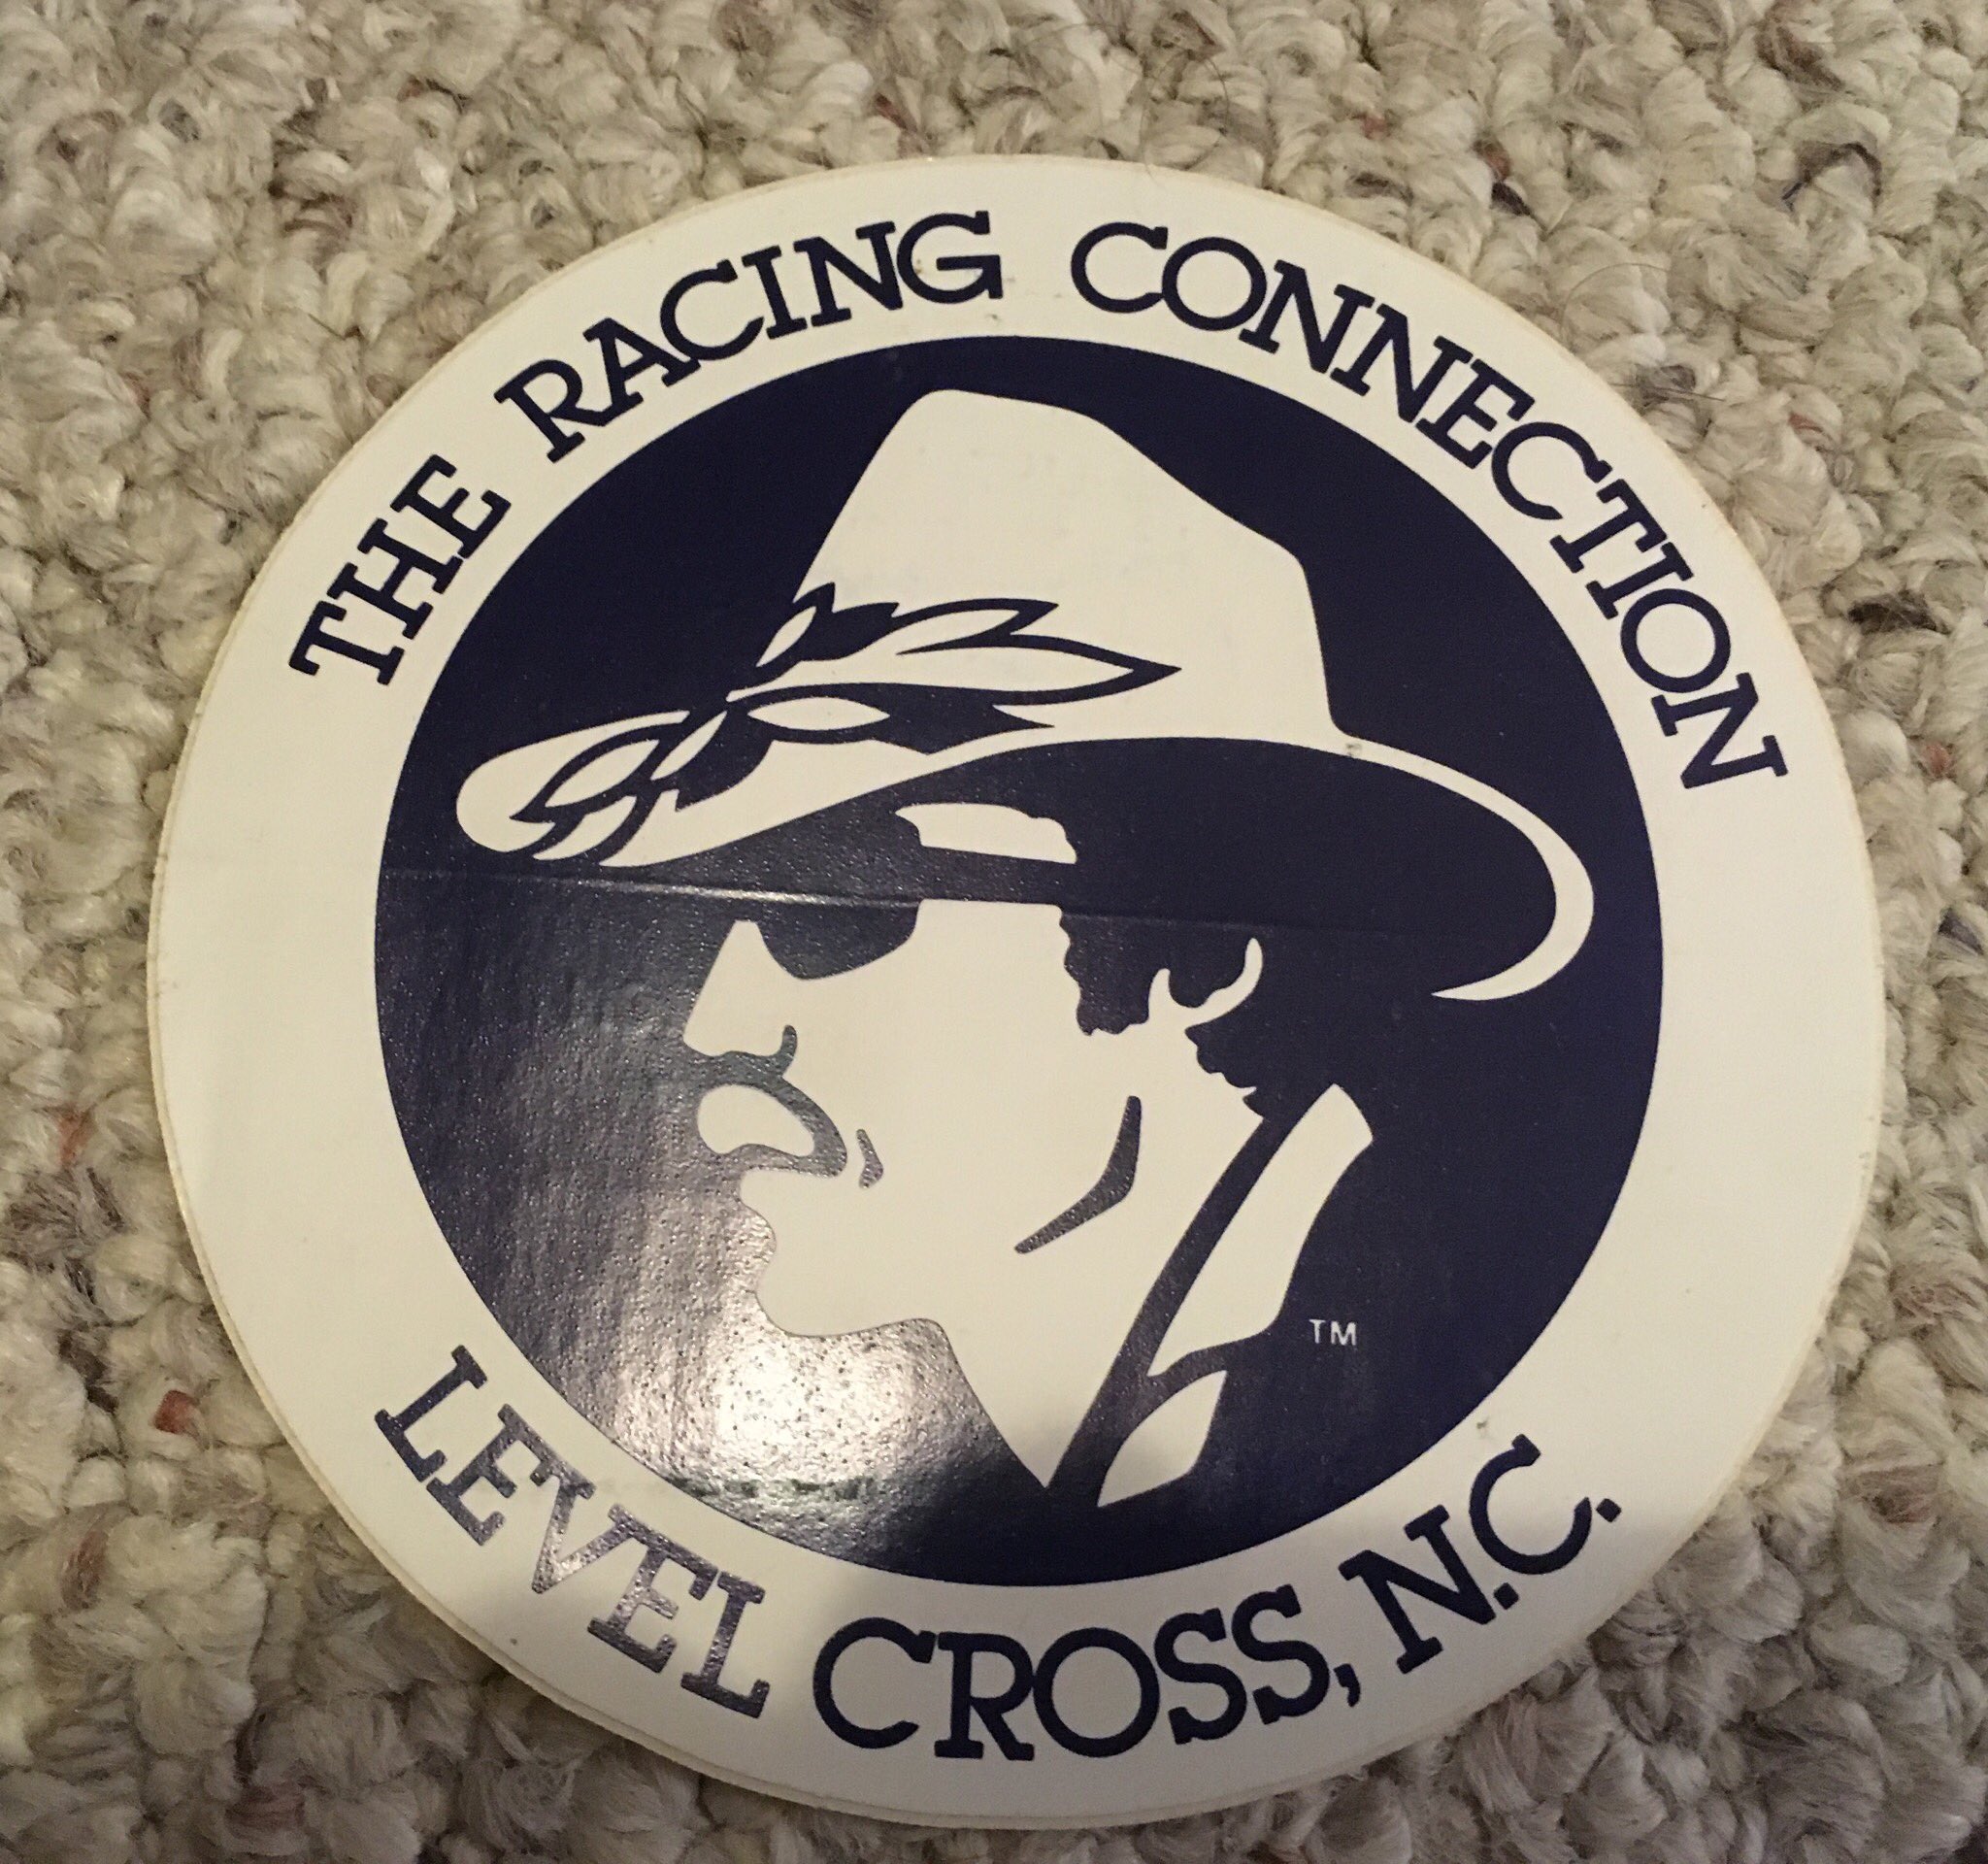 THE RACING CONNECTION
TM
LEVEL CROSS, N.C.